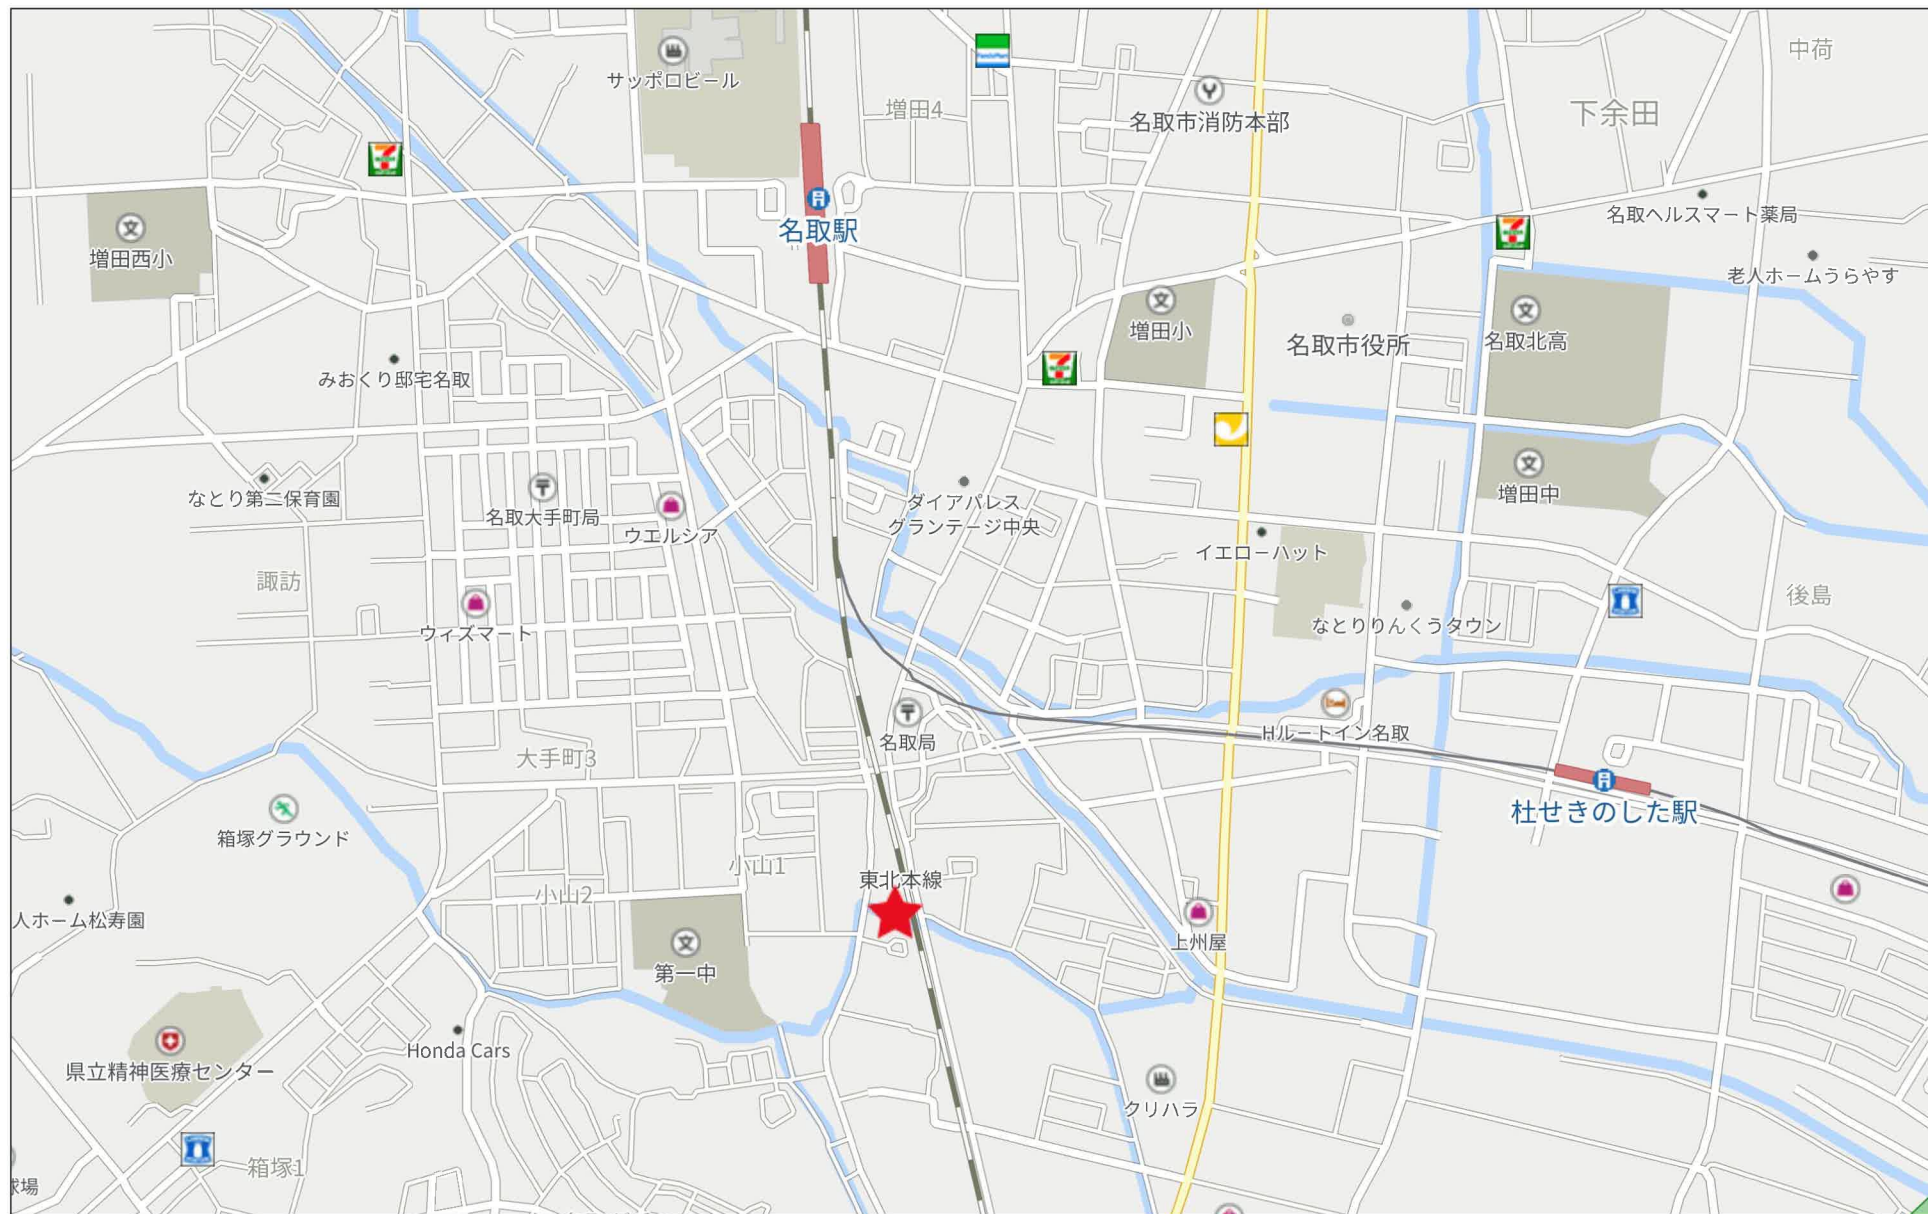 中荷
サッポロビール
増田4
名取市消防本部
下余田
FamilyMart
名取ヘルスマート薬局
名取駅
増田西小
老人ホームうらやす
増田小
名取市役所
名取北高
みおくり邸宅名取
なとり第二保育園
名取大手町局
ウエルシア
ダイアパレス
グランテージ中央
増田中
イエローハット
諏訪
後島
ウィズマート
なとりりんくうタウン
名取局
Hルートイン名取
大手町3
杜せきのした駅
箱塚グラウンド
小山1
東北本線
小山2
人ホーム松寿園
上州屋
第一中
Honda Cars
県立精神医療センター
クリハラ
箱塚1
球場